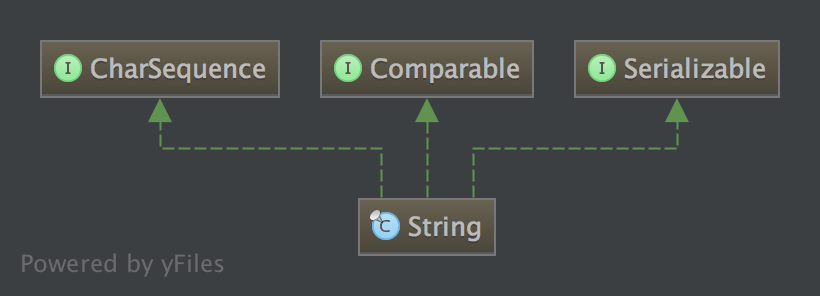 I CharSequence
I Comparable
I Serializable
C String
Powered by yFiles